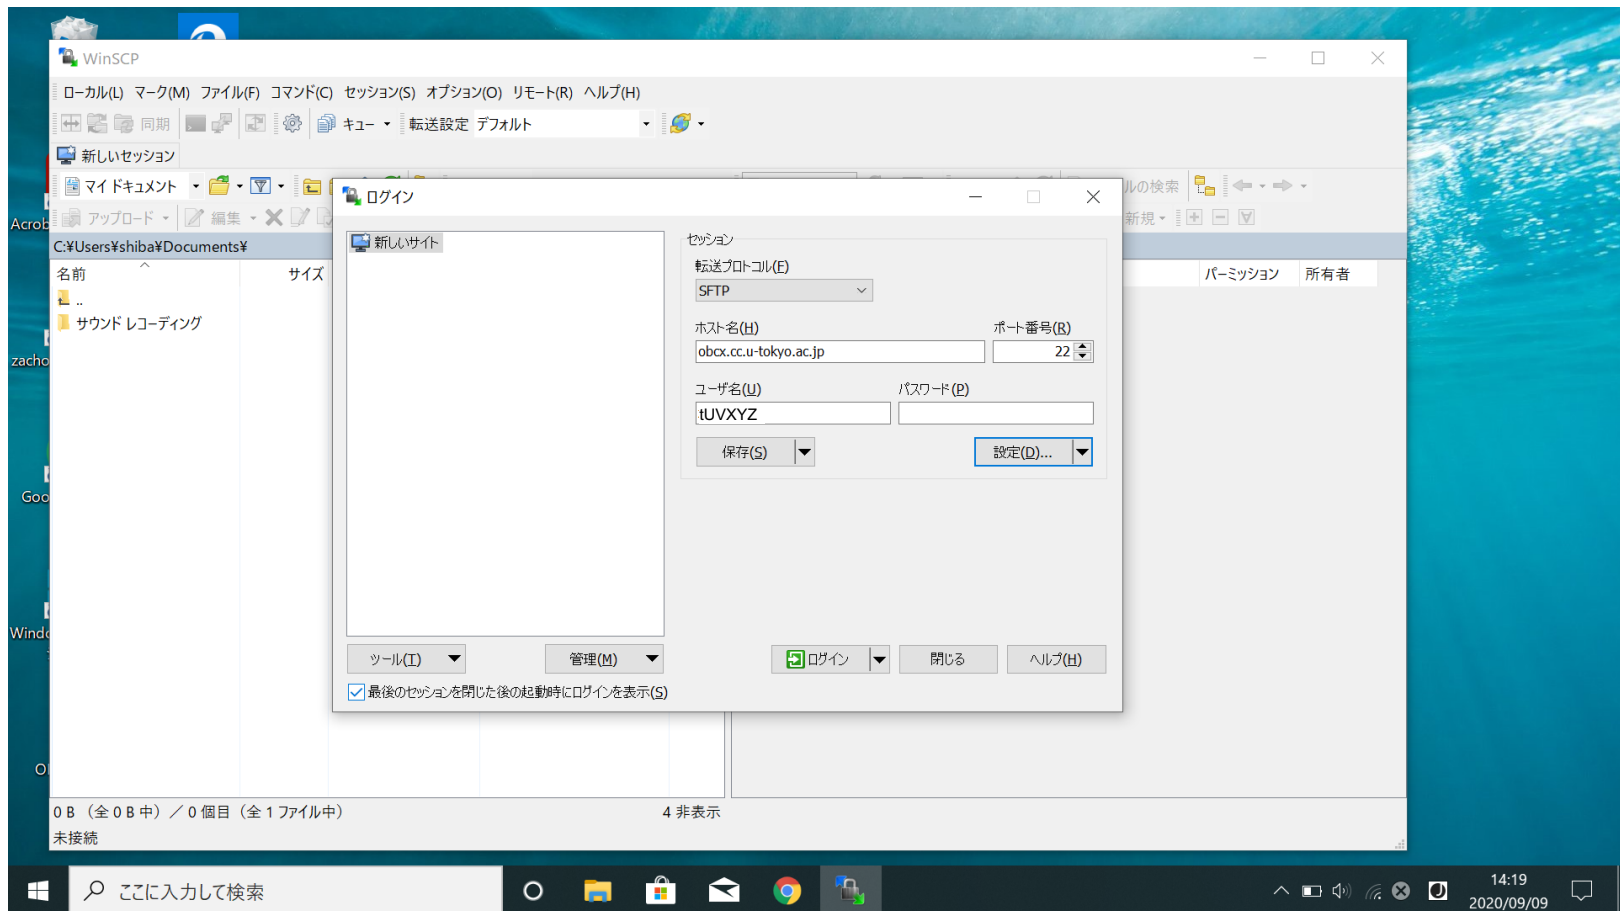 WinSCP
ローカル(L) マーク(M) ファイル(F) コマンド(C) セッション(S) オプション(O) リモート(R) ヘルプ(H)
同期 キュー 転送設定 デフォルト
新しいセッション
マイ ドキュメント
ルの検索
アップロード 編集
新規
C:¥Users¥shiba¥Documents¥
名前 サイズ
パーミッション 所有者
..
サウンド レコーディング
ログイン
新しいサイト
セッション
転送プロトコル(F)
SFTP
ホスト名(H) ポート番号(R)
obcx.cc.u-tokyo.ac.jp 22
ユーザ名(U) パスワード(P)
tUVXYZ
保存(S) 設定(D)...
ツール(T) 管理(M) ログイン 閉じる ヘルプ(H)
最後のセッションを閉じた後の起動時にログインを表示(S)
Acrob
zacho
Goo
Windo
0 B （全 0 B 中）／ 0 個目（全 1 ファイル中） 4 非表示
未接続
ここに入力して検索
14:19
2020/09/09